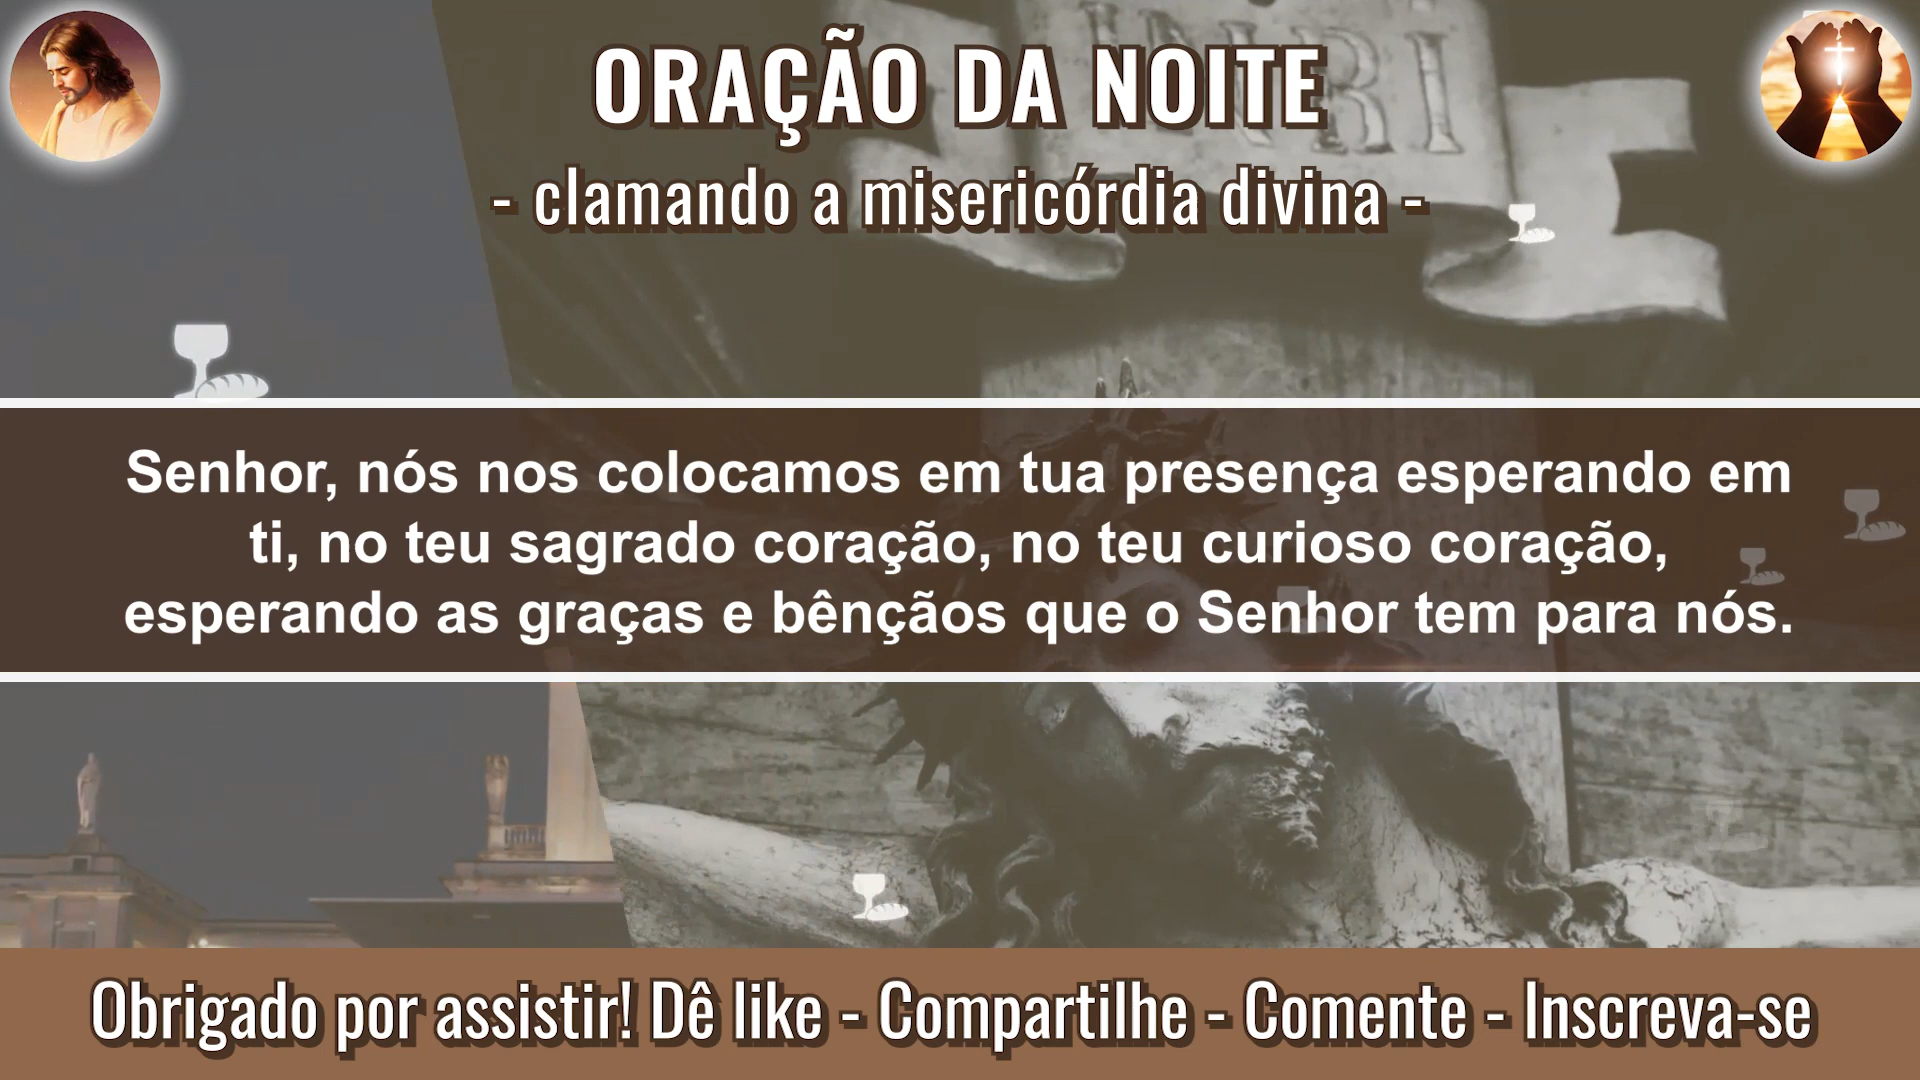 INRI
ORAÇÃO DA NOITE
- clamando a misericórdia divina -
Senhor, nós nos colocamos em tua presença esperando em
ti, no teu sagrado coração, no teu curioso coração,
esperando as graças e bênçãos que o Senhor tem para nós.
Obrigado por assistir! Dê like - Compartilhe - Comente - Inscreva-se